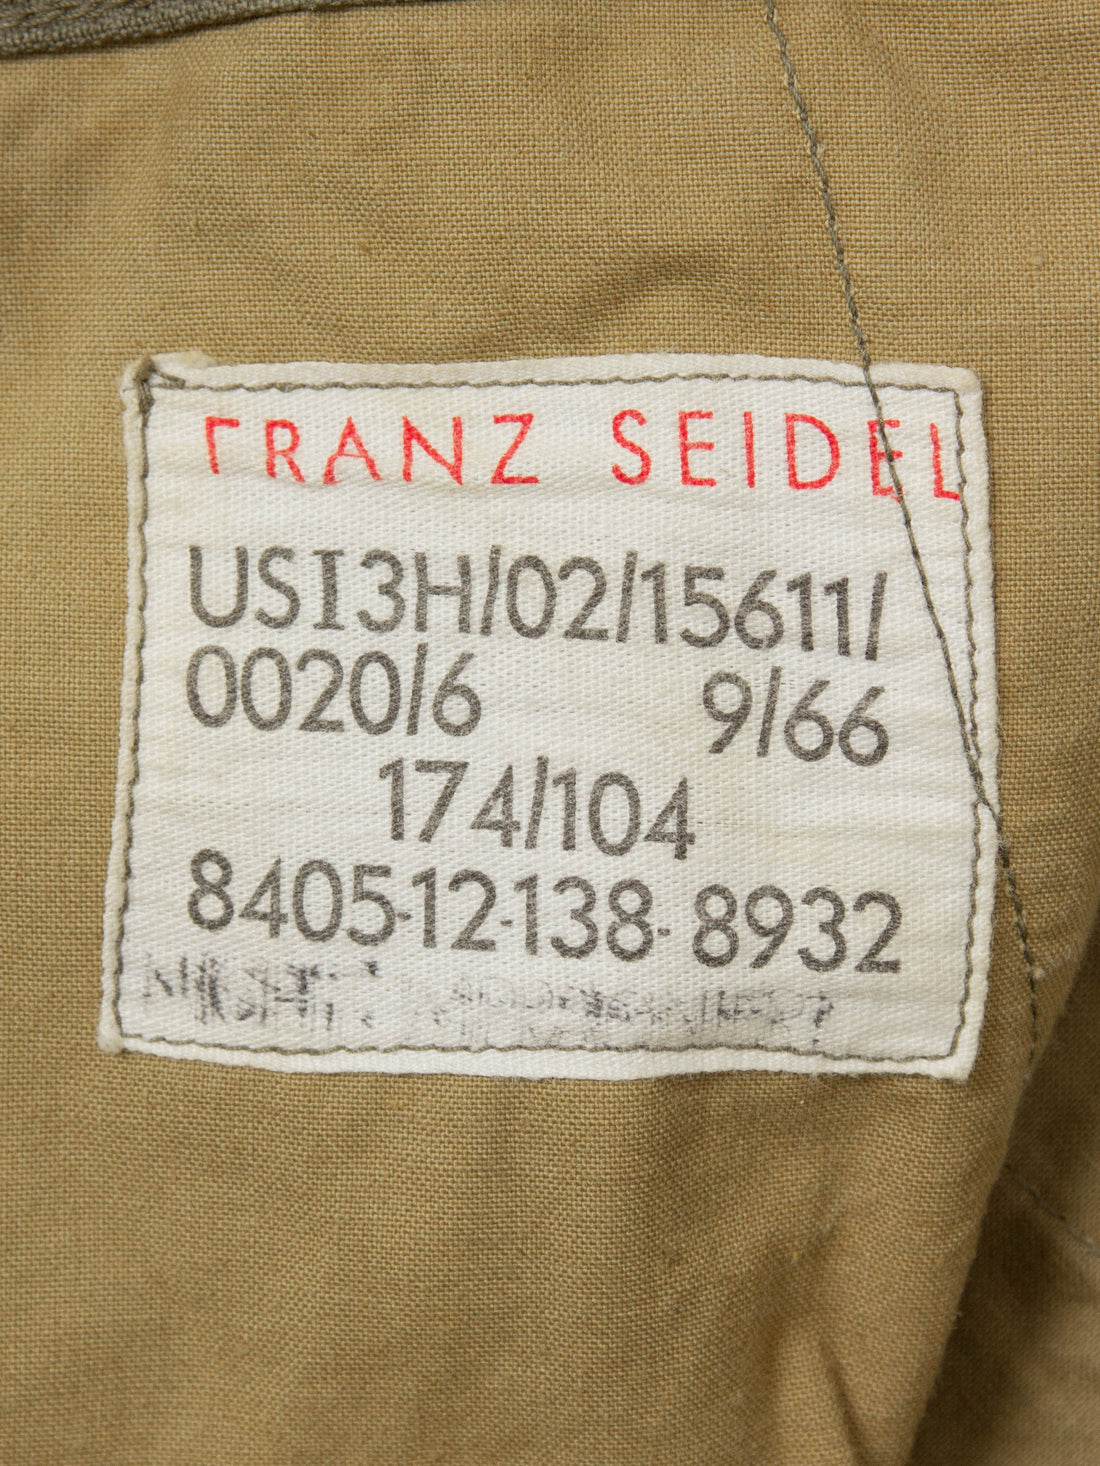 FRANZ SEIDEL
USI3H/02/15611/
0020/6 9/66
174/104
8405-12-138-8932